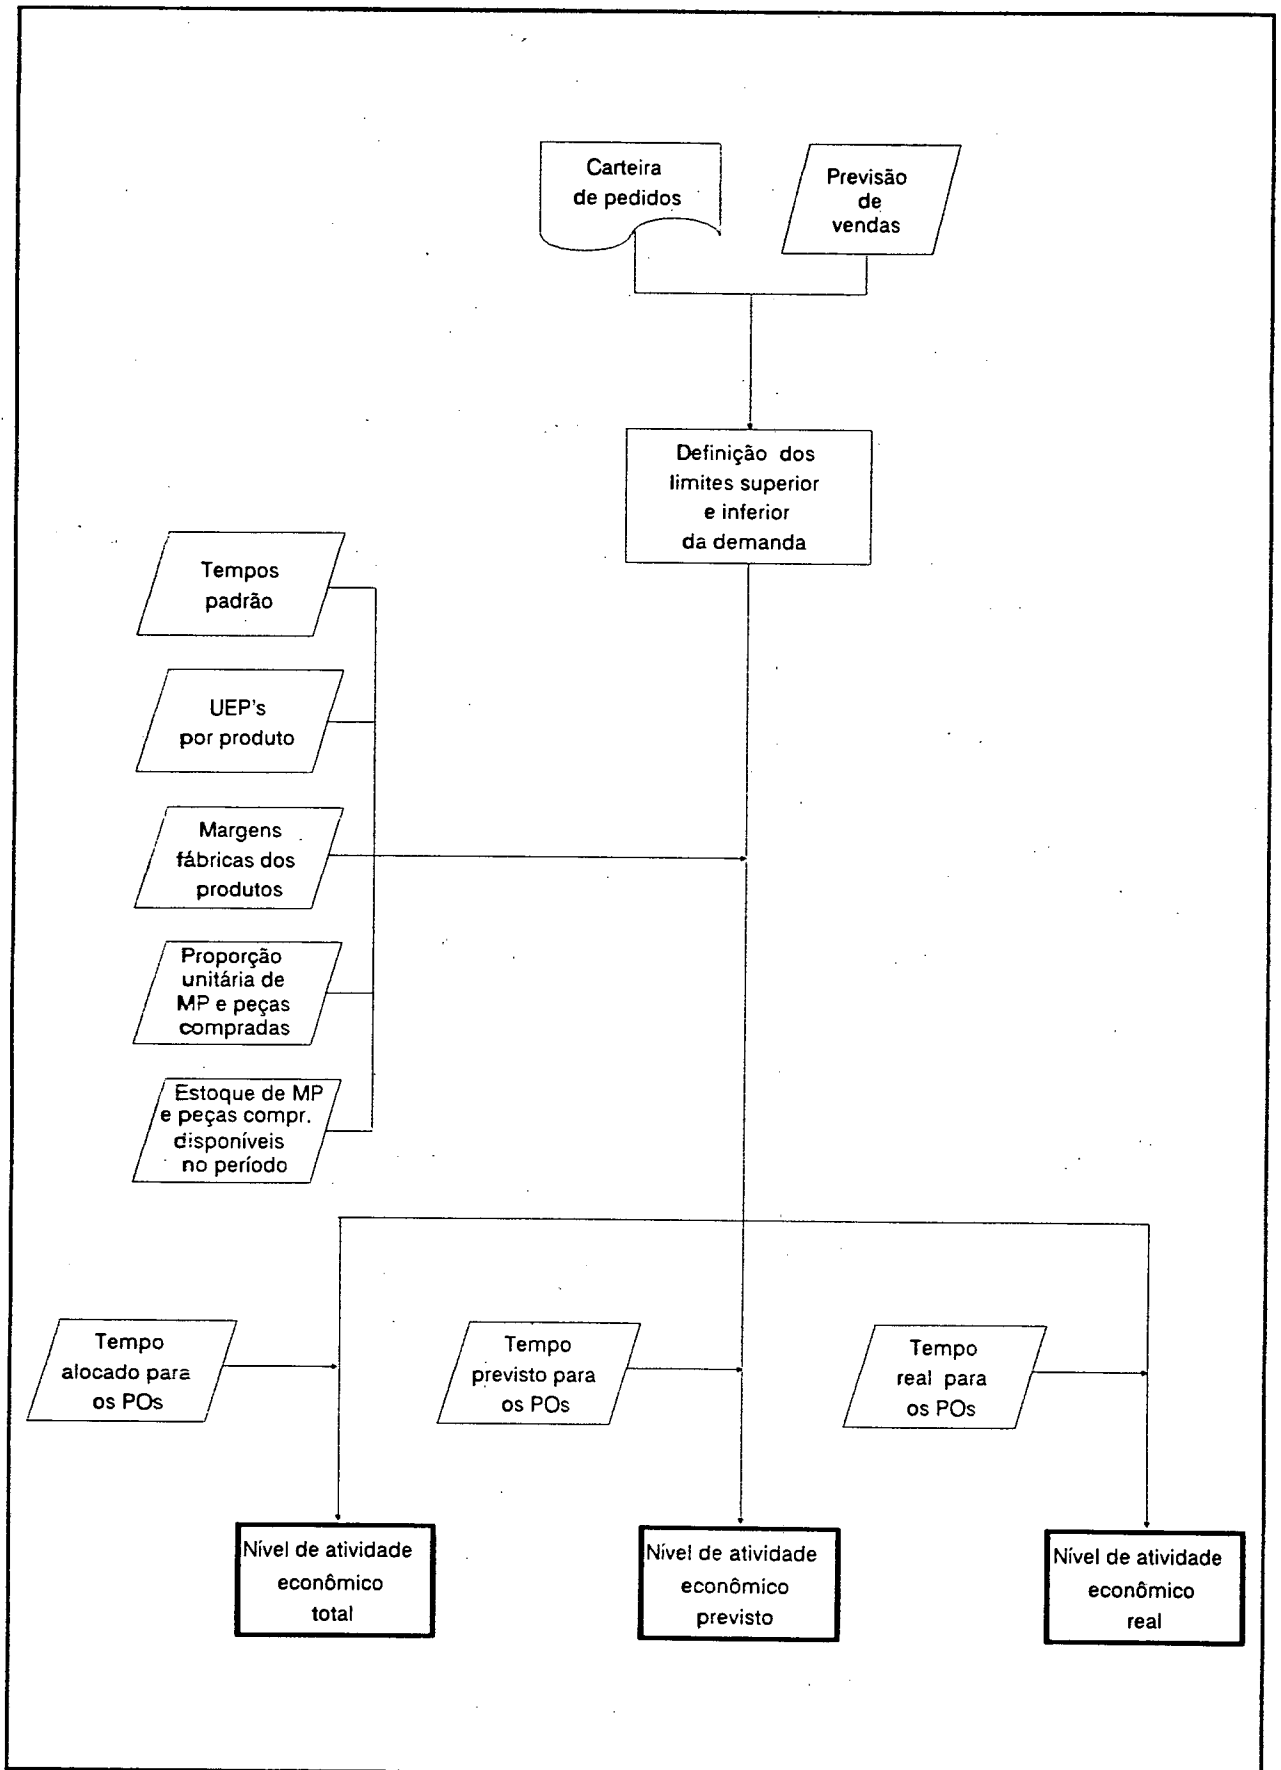 Carteira
de pedidos
Previsão
de
vendas
Definição dos
limites superior
e inferior
da demanda
Tempos
padrão
UEP's
por produto
Margens
fábricas dos
produtos
Proporção
unitária de
MP e peças
compradas
Estoque de MP
e peças compr.
disponíveis
no período
Tempo
alocado para
os POs
Tempo
previsto para
os POs
Tempo
real para
os POs
Nível de atividade
econômico
total
Nível de atividade
econômico
previsto
Nível de atividade
econômico
real